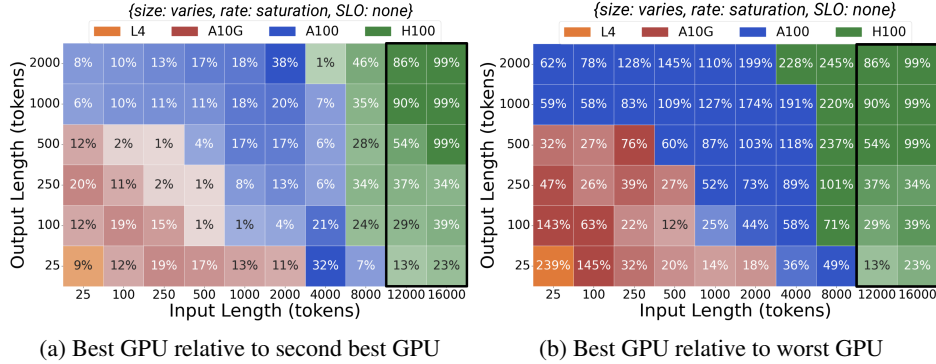 {size: varies, rate: saturation, SLO: none}
L4 A10G A100 H100
Output Length (tokens)
2000 8% 10% 13% 17% 18% 38% 1% 46% 86% 99%
1000 6% 10% 11% 11% 18% 20% 7% 35% 90% 99%
500 12% 2% 1% 4% 17% 17% 6% 28% 54% 99%
250 20% 11% 2% 1% 8% 13% 6% 34% 37% 34%
100 12% 19% 15% 1% 1% 4% 21% 24% 29% 39%
25 9% 12% 19% 17% 13% 11% 32% 7% 13% 23%
25 100 250 500 1000 2000 4000 8000 12000 16000
Input Length (tokens)
(a) Best GPU relative to second best GPU
{size: varies, rate: saturation, SLO: none}
L4 A10G A100 H100
Output Length (tokens)
2000 62% 78% 128% 145% 110% 199% 228% 245% 86% 99%
1000 59% 58% 83% 109% 127% 174% 191% 220% 90% 99%
500 32% 27% 76% 60% 87% 103% 118% 237% 54% 99%
250 47% 26% 39% 27% 52% 73% 89% 101% 37% 34%
100 143% 63% 22% 12% 25% 44% 58% 71% 29% 39%
25 239% 145% 32% 20% 14% 18% 36% 49% 13% 23%
25 100 250 500 1000 2000 4000 8000 12000 16000
Input Length (tokens)
(b) Best GPU relative to worst GPU